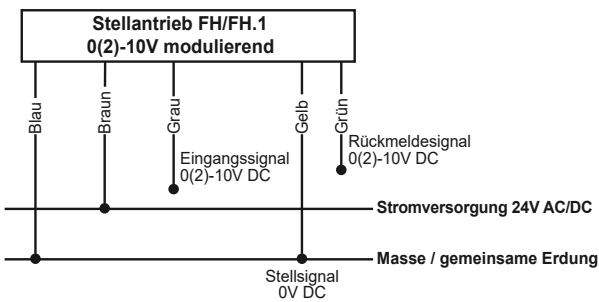 Stellantrieb FH/FH.1
0(2)-10V modulierend
Blau
Braun
Grau
Gelb
Grün
Rückmeldesignal
0(2)-10V DC
Eingangssignal
0(2)-10V DC
Stromversorgung 24V AC/DC
Masse / gemeinsame Erdung
Stellsignal
0V DC